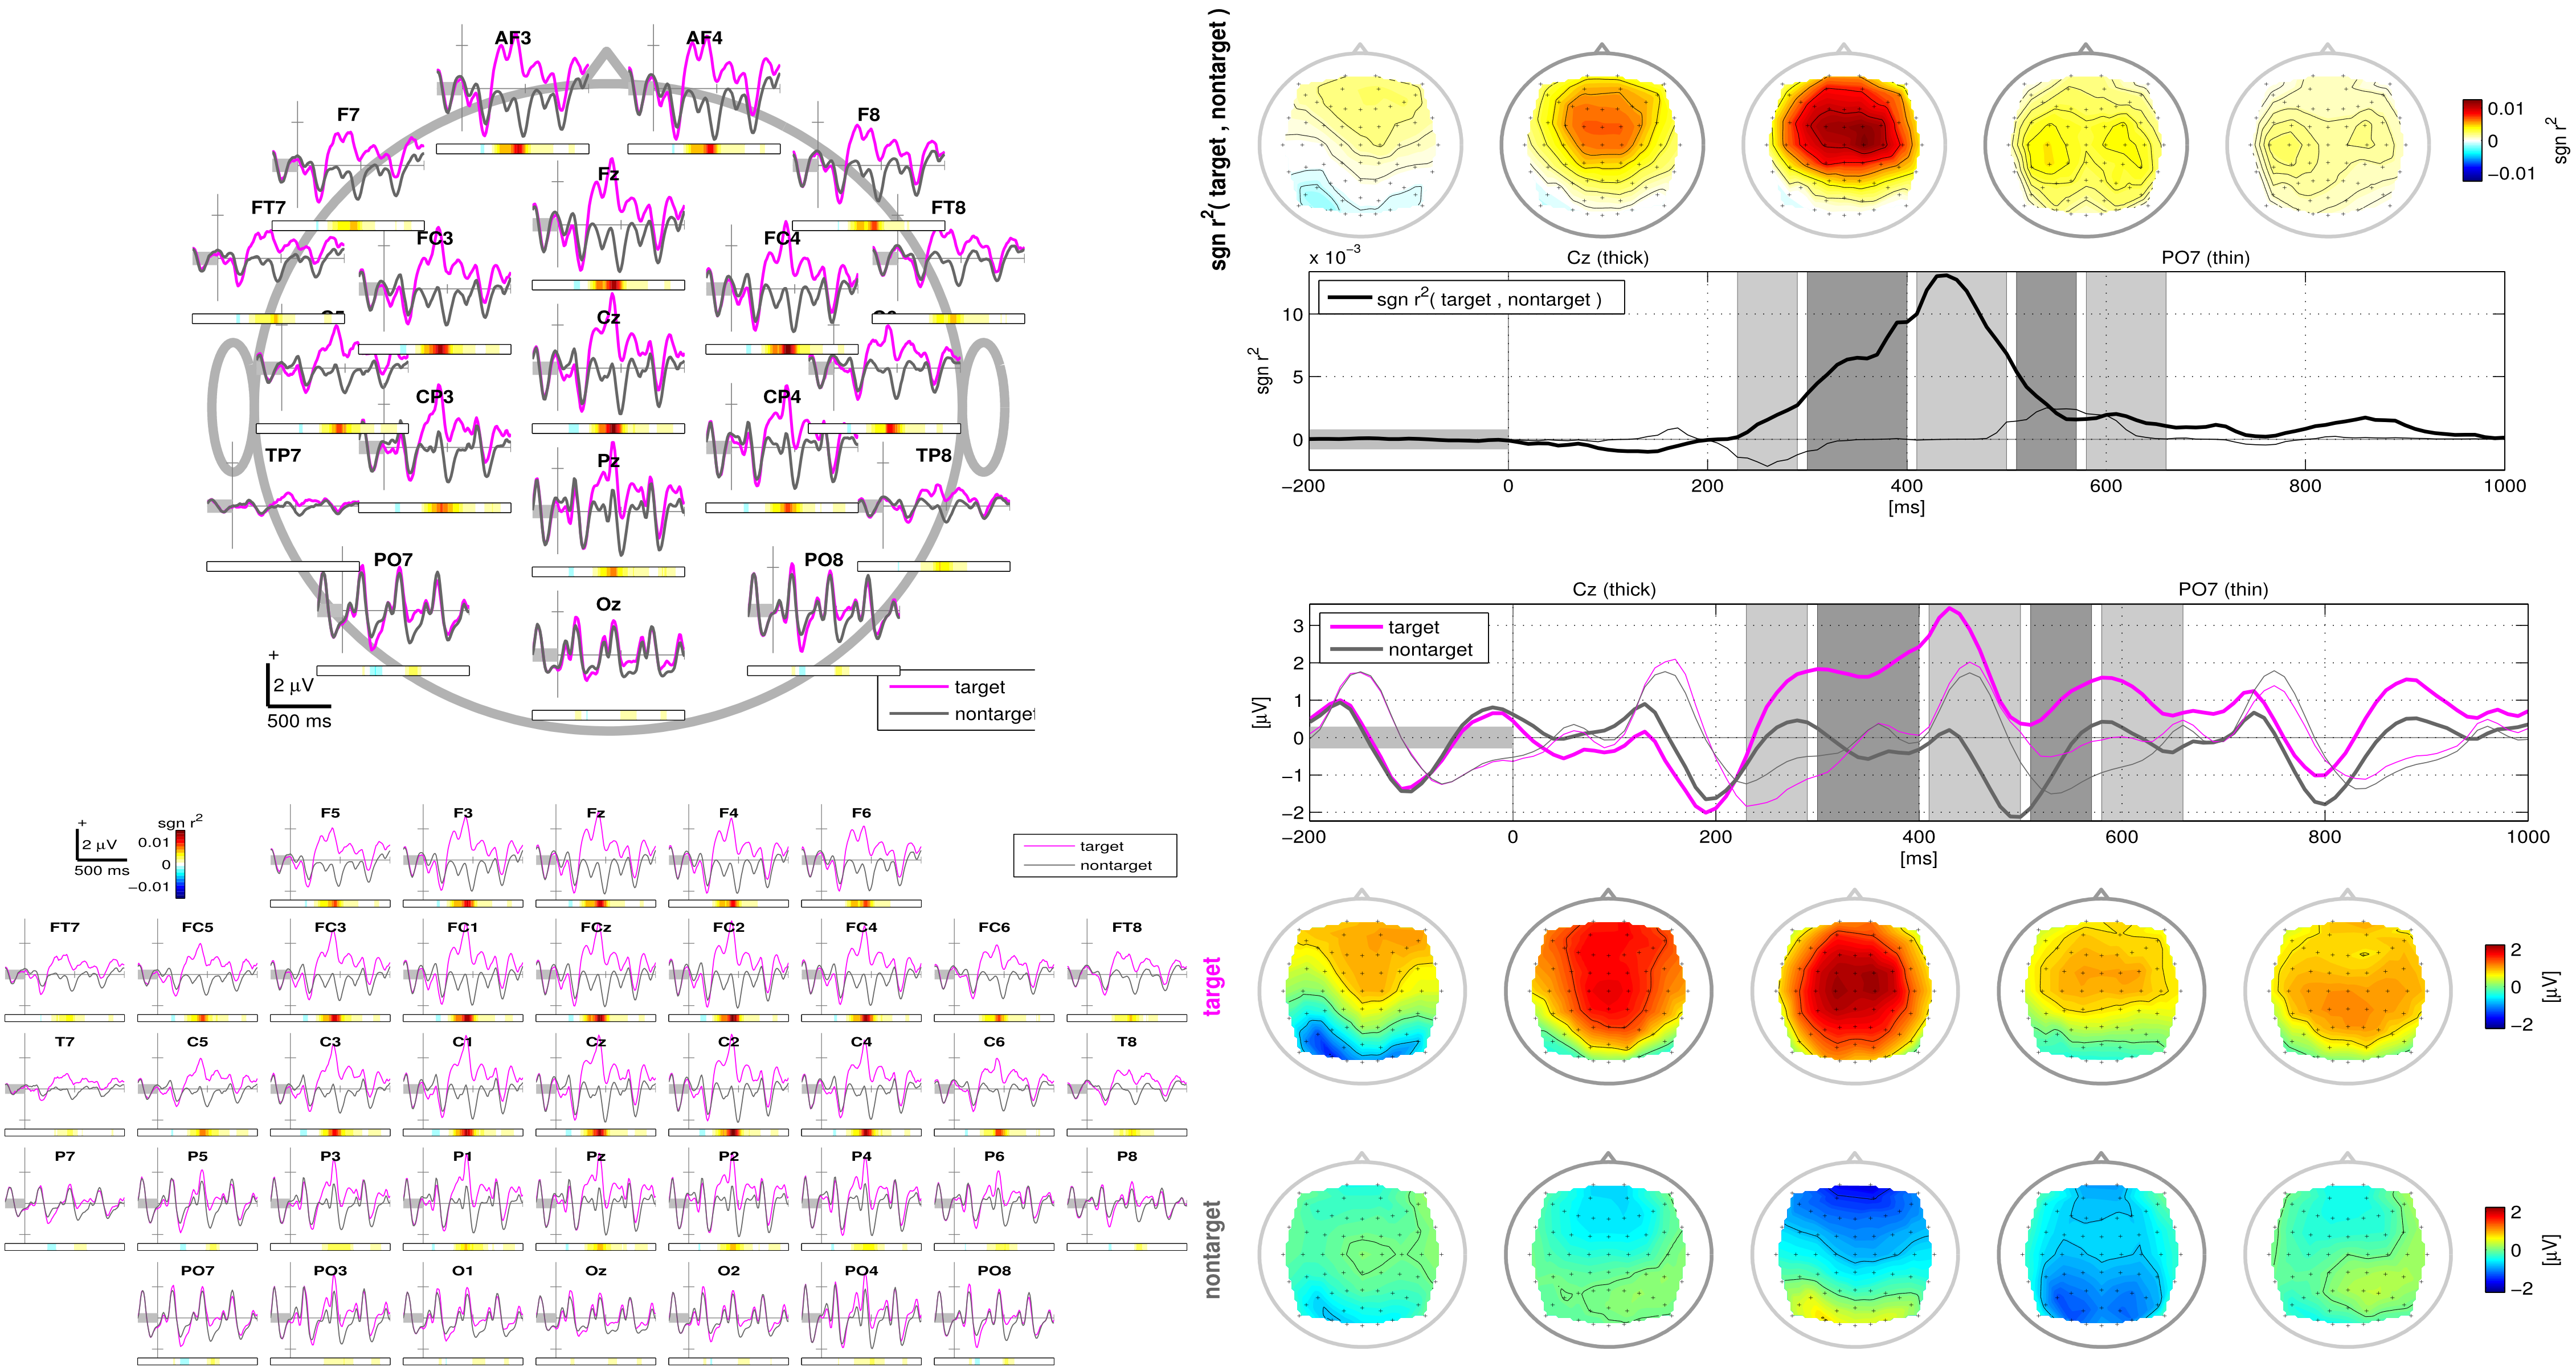 AF3 AF4
F7 F8
Fz
FT7 FT8
FC3 FC4
Cz
CP3 CP4
TP7 Pz TP8
PO7 PO8
Oz
+
2 μV
500 ms
target
nontarget
sgn r2
+
2 μV
500 ms
0.01
0
−0.01
target
nontarget
F5 F3 Fz F4 F6
FT7 FC5 FC3 FC1 FCz FC2 FC4 FC6 FT8
T7 C5 C3 C1 Cz C2 C4 C6 T8
P7 P5 P3 P1 Pz P2 P4 P6 P8
PO7 PO3 O1 Oz O2 PO4 PO8
sgn r2( target , nontarget )
0.01
0
−0.01
sgn r2
x 10−3
Cz (thick) PO7 (thin)
sgn r2( target , nontarget )
10
5
0
sgn r2
−200 0 200 400 600 800 1000
[ms]
Cz (thick) PO7 (thin)
target
nontarget
3
2
1
0
−1
−2
[μV]
−200 0 200 400 600 800 1000
[ms]
target
2
0
−2
[μV]
nontarget
2
0
−2
[μV]